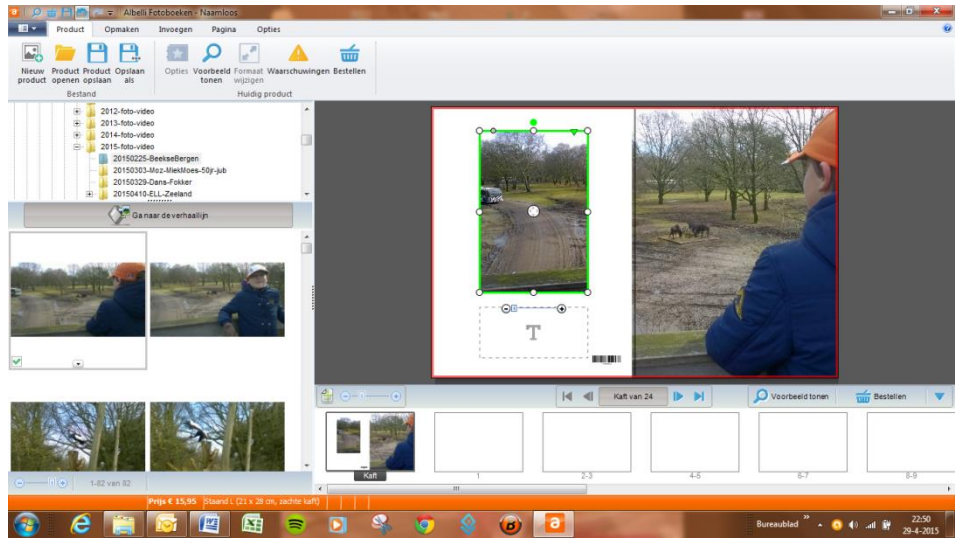 Albelli Fotoboeken - Naamloos
Product Opmaken Invoegen Pagina Opties
Nieuw product
Product openen
Product opslaan
Opslaan als
Opties
Voorbeeld tonen
Formaat wijzigen
Waarschuwingen
Bestellen
Bestand
Huidig product
2012-foto-video
2013-foto-video
2014-foto-video
2015-foto-video
20150225-BeekseBergen
20150303-Moz-MiekMoes-50jr-jub
20150329-Dans-Fokker
20150410-ELL-Zeeland
Ga naar de verhaallijn
T
Kaft van 24
Voorbeeld tonen
Bestellen
Kaft
1
2-3
4-5
6-7
8-9
1-82 van 82
Prijs € 15,95 Staand L (21 x 28 cm, zachte kaft)
Bureaublad
22:50
29-4-2015